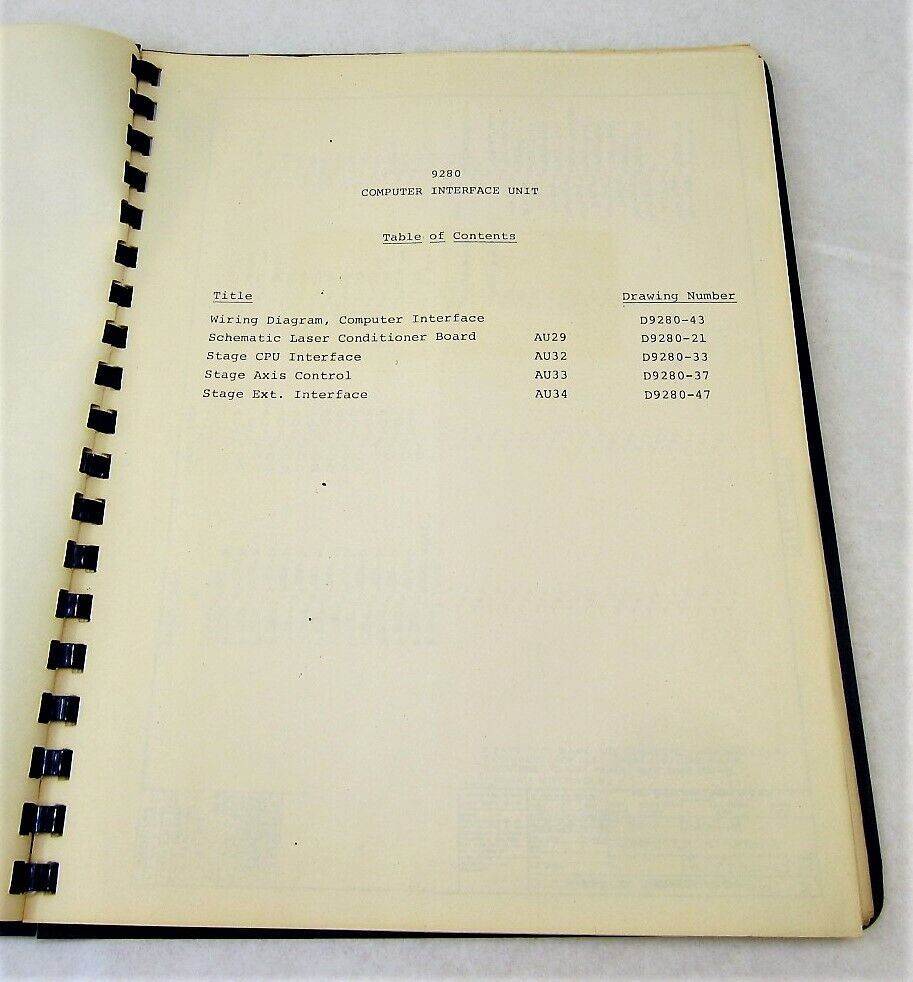 9280
COMPUTER INTERFACE UNIT
Table of Contents
Title Drawing Number
Wiring Diagram, Computer Interface D9280-43
Schematic Laser Conditioner Board AU29 D9280-21
Stage CPU Interface AU32 D9280-33
Stage Axis Control AU33 D9280-37
Stage Ext. Interface AU34 D9280-47